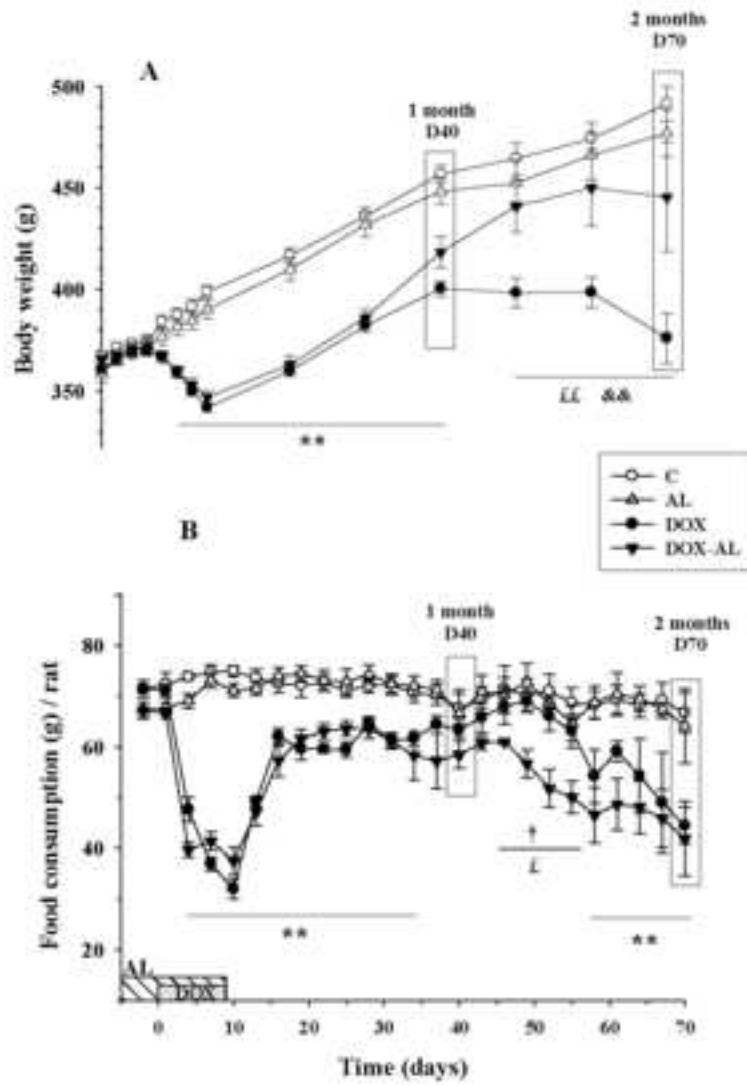 A
2 months
D70
1 month
D40
500
450
400
350
Body weight (g)
**
££ &&
C
AL
DOX
DOX-AL
B
1 month
D40
2 months
D70
80
60
40
20
Food consumption (g) / rat
†
£
**
**
AL
DOX
0 10 20 30 40 50 60 70
Time (days)